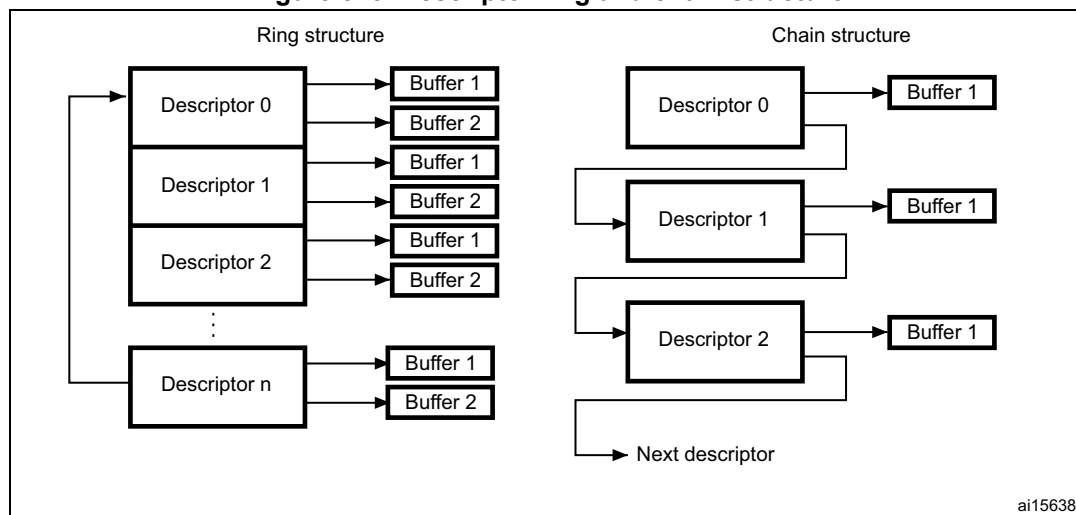 Ring structure
Descriptor 0
Buffer 1
Buffer 2
Descriptor 1
Buffer 1
Buffer 2
Descriptor 2
Buffer 1
Buffer 2
Descriptor n
Buffer 1
Buffer 2
Chain structure
Descriptor 0
Buffer 1
Descriptor 1
Buffer 1
Descriptor 2
Buffer 1
Next descriptor
ai15638